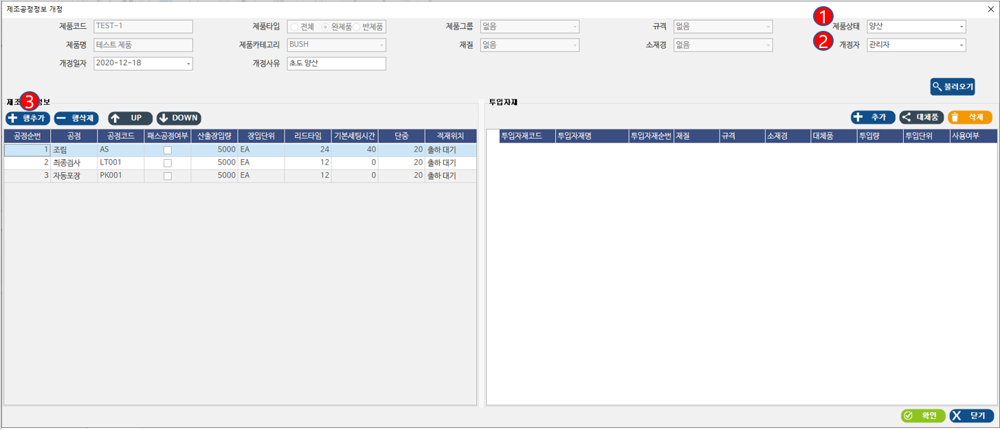 제조공정정보 개정
제품코드 TEST-1 제품타입 전체 완제품 반제품 제품그룹 없음 규격 없음 1 제품상태 양산
제품명 테스트 제품 제품카테고리 BUSH 재질 없음 소재경 없음 2 개정자 관리자
개정일자 2020-12-18 개정사유 초도 양산
불러오기
제조 3 정보 투입자재
행추가 행삭제 UP DOWN 추가 대체품 삭제
공정순번 공정 공정코드 패스공정여부 산출장입량 장입단위 리드타임 기본세팅시간 단중 적재위치 투입자재코드 투입자재명 투입자재순번 재질 규격 소재경 대체품 투입량 투입단위 사용여부
1 조립 AS 5000 EA 24 40 20 출하 대기
2 최종검사 LT001 5000 EA 12 0 20 출하 대기
3 자동포장 PK001 5000 EA 12 0 20 출하 대기
확인 X 닫기